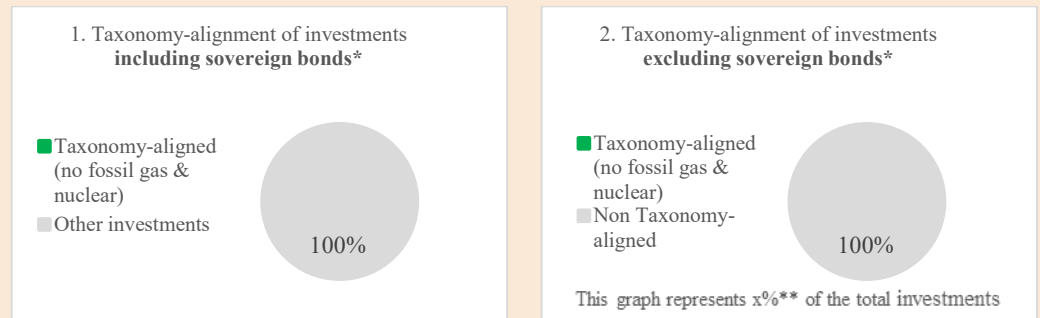 1. Taxonomy-alignment of investments
including sovereign bonds*
Taxonomy-aligned
(no fossil gas &
nuclear)
Other investments
100%
2. Taxonomy-alignment of investments
excluding sovereign bonds*
Taxonomy-aligned
(no fossil gas &
nuclear)
Non Taxonomy-
aligned
100%
This graph represents x%** of the total investments